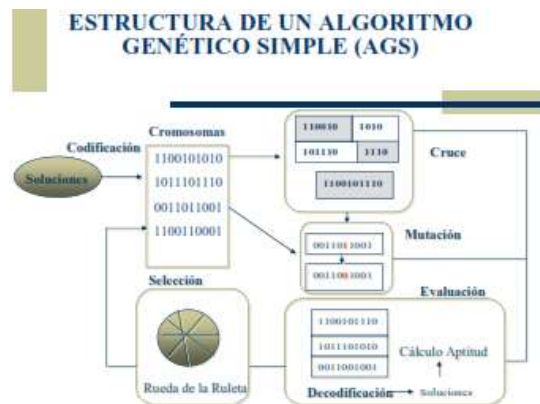 ESTRUCTURA DE UN ALGORITMO
GENÉTICO SIMPLE (AGS)
Cromosomas
Codificación
Soluciones
1100101010
1011101110
0011011001
1100110001
110010 1010
101110 1110
1100101110
Cruce
0011011001
0011001001
Mutación
Selección
Rueda de la Ruleta
Evaluación
1100101110
1011101010
0011001001
Cálculo Aptitud
Decodificación
Soluciones